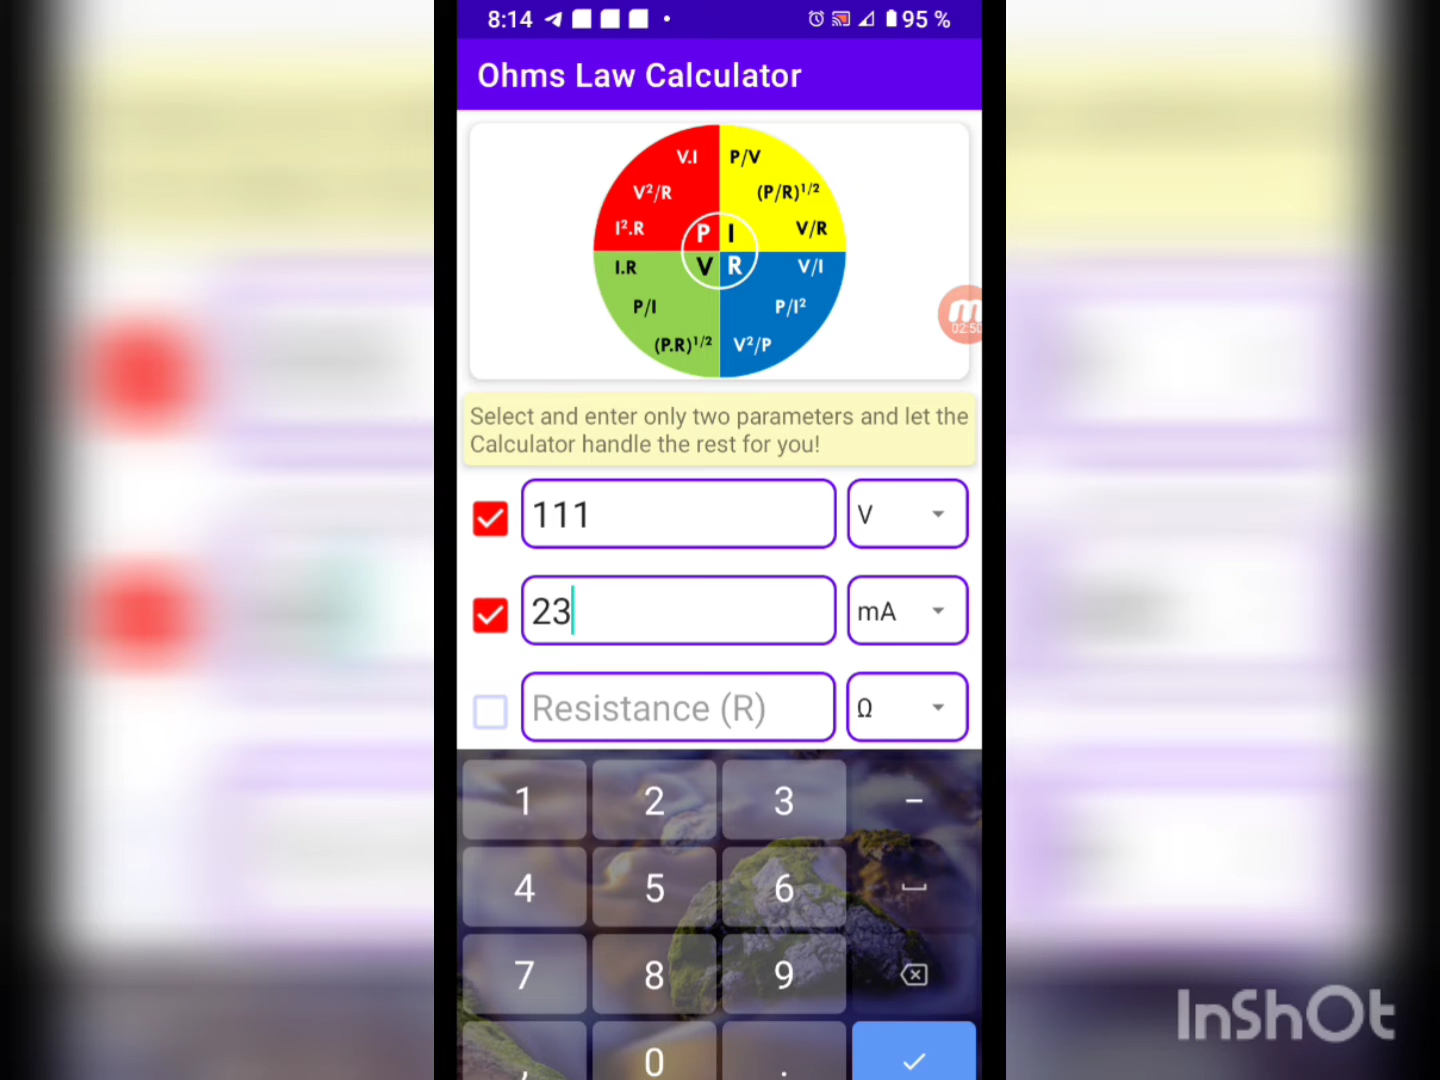 8:14 95 %
Ohms Law Calculator
V.I P/V
V²/R (P/R)¹/²
I².R P I V/R
I.R V R V/I
P/I P/I²
(P.R)¹/² V²/P
02:50
Select and enter only two parameters and let the
Calculator handle the rest for you!
111 V
23 mA
Resistance (R) Ω
1 2 3 –
4 5 6
7 8 9
, 0 .
InShOt